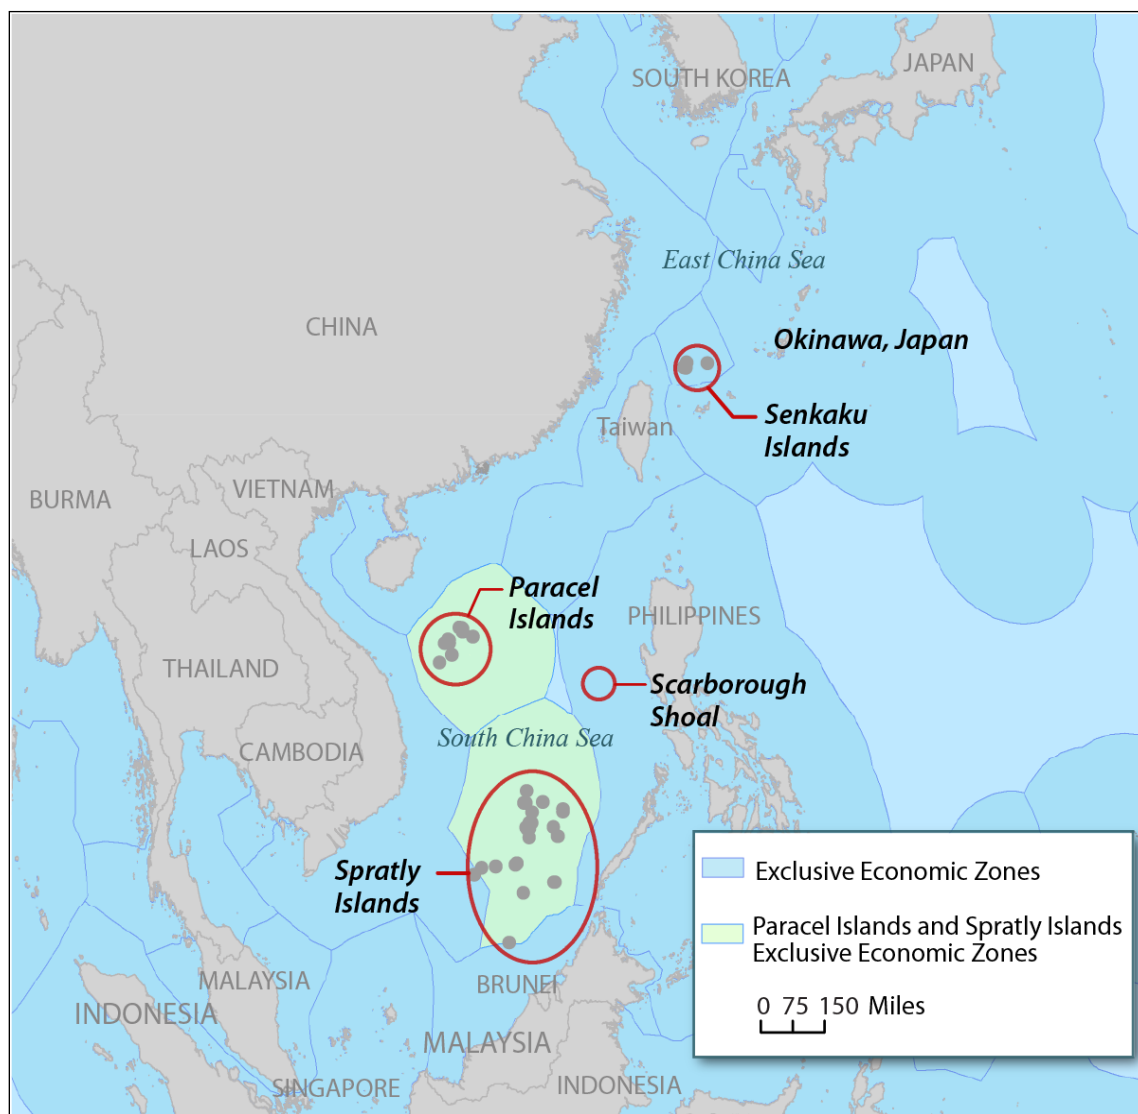 SOUTH KOREA
JAPAN
East China Sea
CHINA
Okinawa, Japan
Senkaku
Islands
Taiwan
VIETNAM
BURMA
LAOS
Paracel
Islands
PHILIPPINES
THAILAND
Scarborough
Shoal
South China Sea
CAMBODIA
Spratly
Islands
Exclusive Economic Zones
Paracel Islands and Spratly Islands
Exclusive Economic Zones
0 75 150 Miles
MALAYSIA
BRUNEI
INDONESIA
MALAYSIA
SINGAPORE
INDONESIA